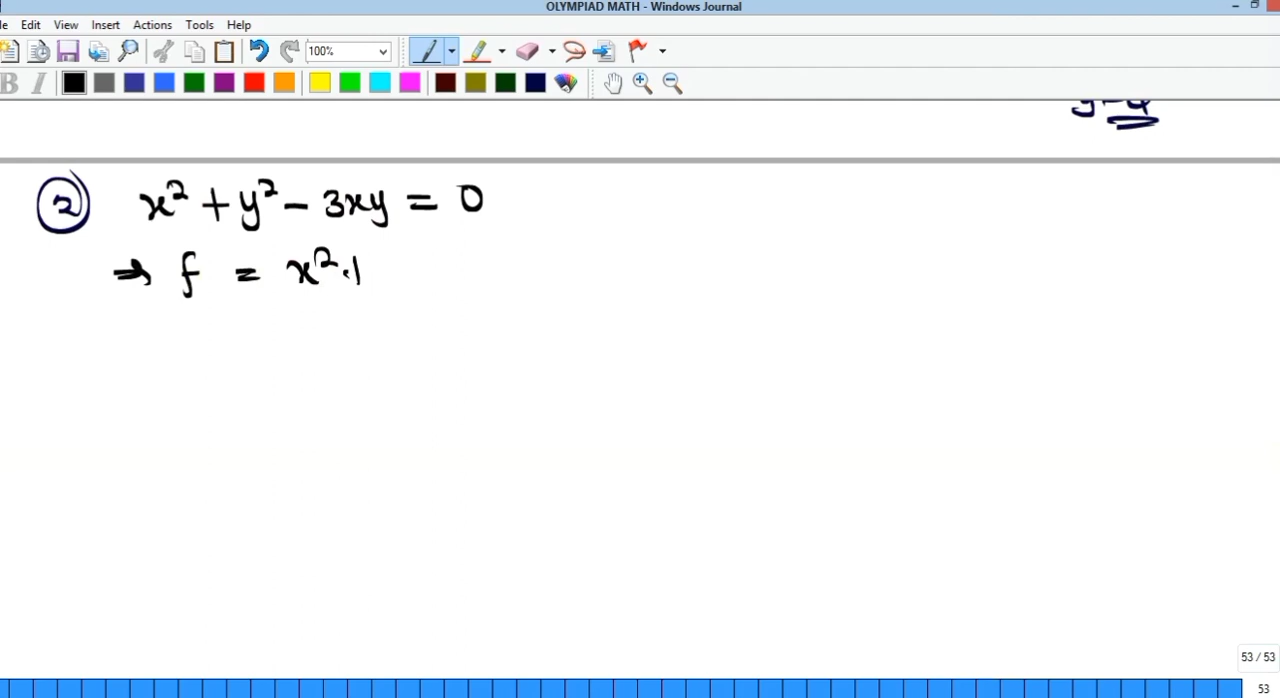 OLYMPIAD MATH - Windows Journal
Edit View Insert Actions Tools Help
100%
② x² + y² - 3xy = 0
⇒ f = x² · 1
53 / 53
53